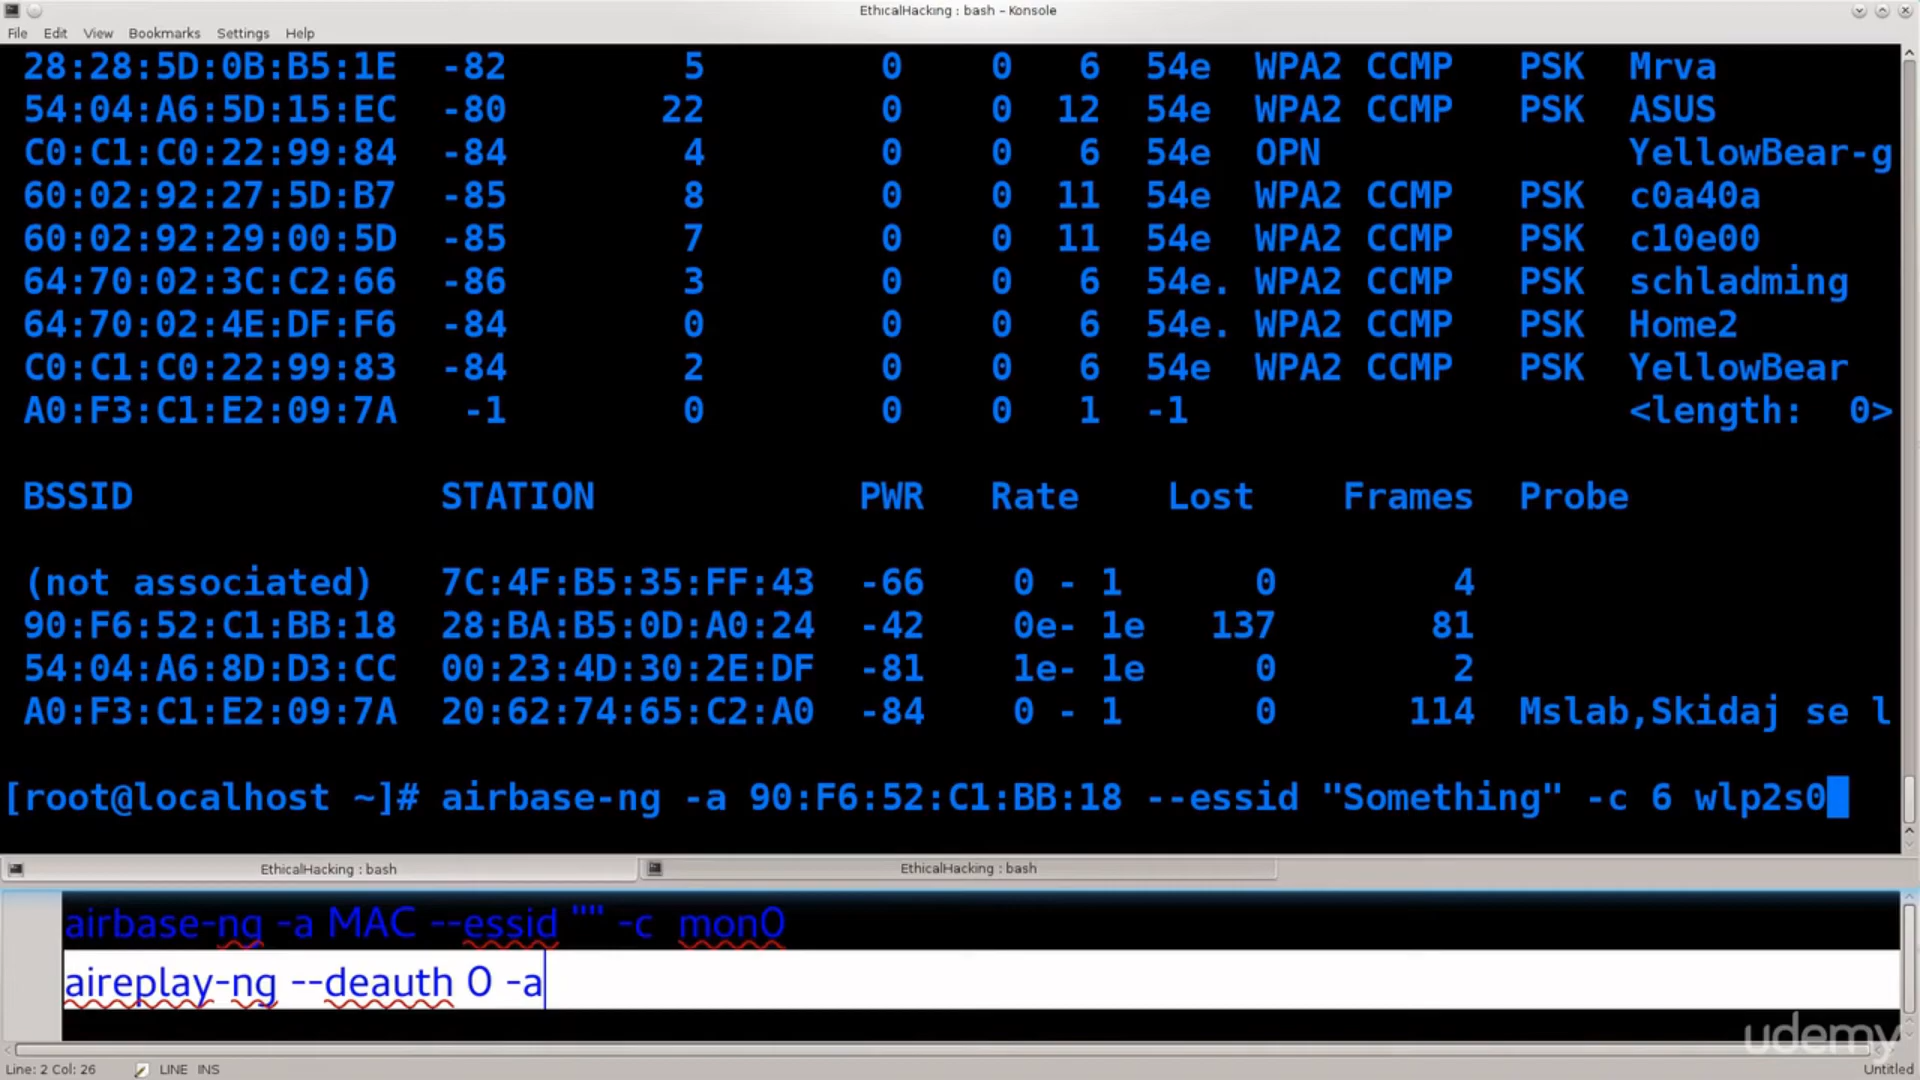 EthicalHacking : bash – Konsole
File Edit View Bookmarks Settings Help
28:28:5D:0B:B5:1E -82 5 0 0 6 54e WPA2 CCMP PSK Mrva
54:04:A6:5D:15:EC -80 22 0 0 12 54e WPA2 CCMP PSK ASUS
C0:C1:C0:22:99:84 -84 4 0 0 6 54e OPN YellowBear-g
60:02:92:27:5D:B7 -85 8 0 0 11 54e WPA2 CCMP PSK c0a40a
60:02:92:29:00:5D -85 7 0 0 11 54e WPA2 CCMP PSK c10e00
64:70:02:3C:C2:66 -86 3 0 0 6 54e. WPA2 CCMP PSK schladming
64:70:02:4E:DF:F6 -84 0 0 0 6 54e. WPA2 CCMP PSK Home2
C0:C1:C0:22:99:83 -84 2 0 0 6 54e WPA2 CCMP PSK YellowBear
A0:F3:C1:E2:09:7A -1 0 0 0 1 -1 <length: 0>
BSSID STATION PWR Rate Lost Frames Probe
(not associated) 7C:4F:B5:35:FF:43 -66 0 - 1 0 4
90:F6:52:C1:BB:18 28:BA:B5:0D:A0:24 -42 0e- 1e 137 81
54:04:A6:8D:D3:CC 00:23:4D:30:2E:DF -81 1e- 1e 0 2
A0:F3:C1:E2:09:7A 20:62:74:65:C2:A0 -84 0 - 1 0 114 Mslab,Skidaj se l
[root@localhost ~]# airbase-ng -a 90:F6:52:C1:BB:18 --essid "Something" -c 6 wlp2s0
EthicalHacking : bash EthicalHacking : bash
airbase-ng -a MAC --essid "" -c mon0
aireplay-ng --deauth 0 -a
udemy
Line: 2 Col: 26 LINE INS Untitled